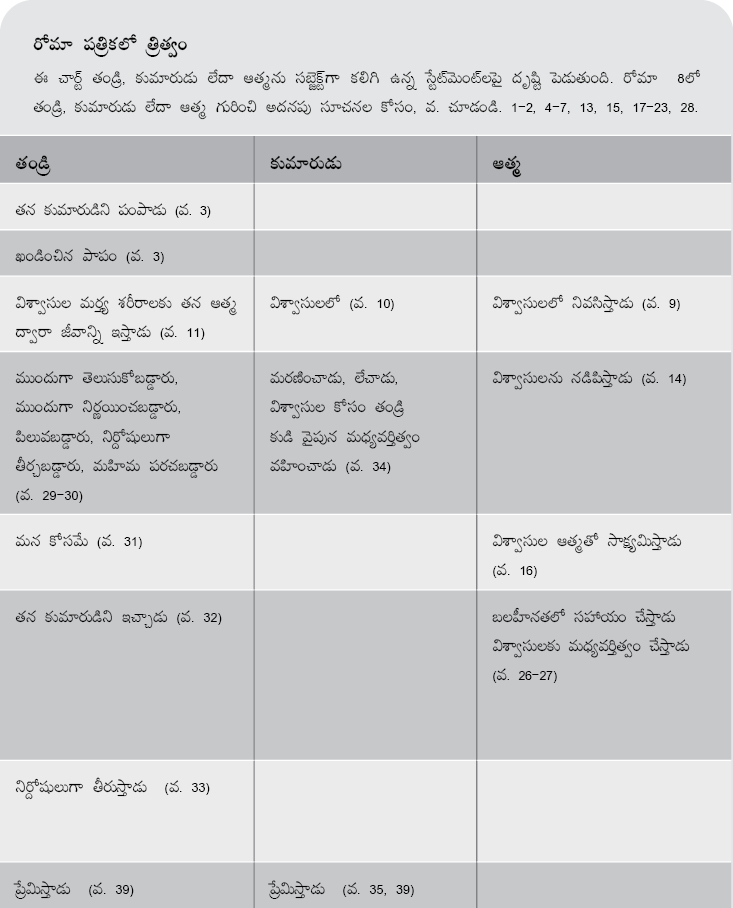 రోమా పత్రికలో త్రిత్వం
ఈ చార్ట్ తండ్రి, కుమారుడు లేదా ఆత్మను సబ్జెక్ట్‌గా కలిగి ఉన్న స్టేట్‌మెంట్‌లపై దృష్టి పెడుతుంది. రోమా 8లో
తండ్రి, కుమారుడు లేదా ఆత్మ గురించి అదనపు సూచనల కోసం, వ. చూడండి. 1-2, 4-7, 13, 15, 17-23, 28.
తండ్రి కుమారుడు ఆత్మ
తన కుమారుడిని పంపాడు (వ. 3)
ఖండించిన పాపం (వ. 3)
విశ్వాసుల మర్త్య శరీరాలకు తన ఆత్మ
ద్వారా జీవాన్ని ఇస్తాడు (వ. 11)
విశ్వాసులలో (వ. 10)
విశ్వాసులలో నివసిస్తాడు (వ. 9)
ముందుగా తెలుసుకోబడ్డారు,
ముందుగా నిర్ణయించబడ్డారు,
పిలువబడ్డారు, నిర్దోషులుగా
తీర్చబడ్డారు, మహిమ పరచబడ్డారు
(వ. 29-30)
మరణించాడు, లేచాడు,
విశ్వాసుల కోసం తండ్రి
కుడి వైపున మధ్యవర్తిత్వం
వహించాడు (వ. 34)
విశ్వాసులను నడిపిస్తాడు (వ. 14)
మన కోసమే (వ. 31)
విశ్వాసుల ఆత్మతో సాక్ష్యమిస్తాడు
(వ. 16)
తన కుమారుడిని ఇచ్చాడు (వ. 32)
బలహీనతలో సహాయం చేస్తాడు
విశ్వాసులకు మధ్యవర్తిత్వం చేస్తాడు
(వ. 26-27)
నిర్దోషులుగా తీరుస్తాడు (వ. 33)
ప్రేమిస్తాడు (వ. 39)
ప్రేమిస్తాడు (వ. 35, 39)